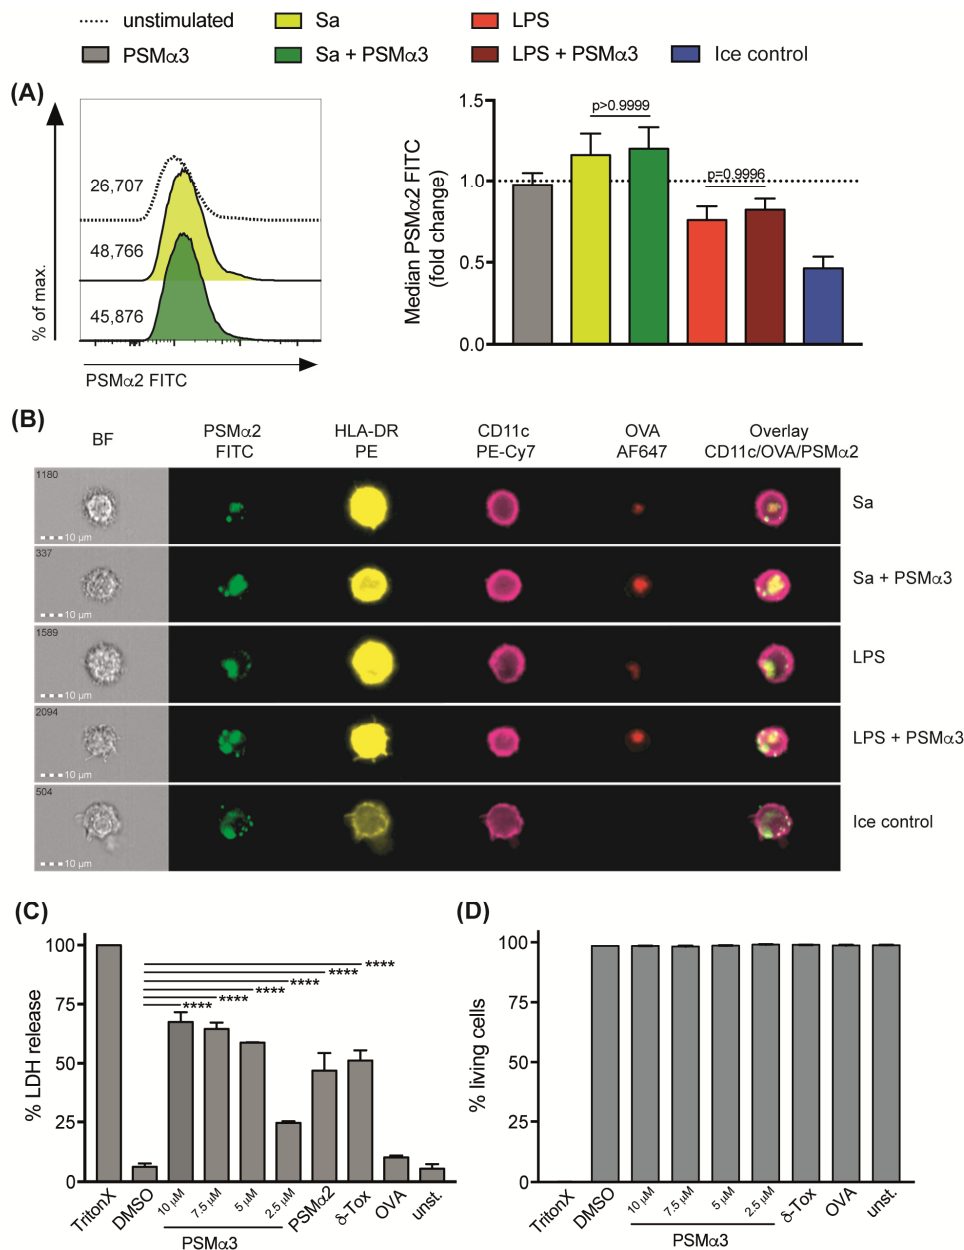 unstimulated
Sa
LPS
PSMα3
Sa + PSMα3
LPS + PSMα3
Ice control
(A)
26,707
48,766
45,876
% of max.
PSMα2 FITC
Median PSMα2 FITC
(fold change)
1.5
1.0
0.5
0.0
p>0.9999
p=0.9996
(B)
BF
PSMα2
FITC
HLA-DR
PE
CD11c
PE-Cy7
OVA
AF647
Overlay
CD11c/OVA/PSMα2
1180
10 µm
Sa
337
10 µm
Sa + PSMα3
1589
10 µm
LPS
2094
10 µm
LPS + PSMα3
504
10 µm
Ice control
(C)
% LDH release
100
75
50
25
0
****
****
****
****
****
****
TritonX
DMSO
10 µM
7.5 µM
5 µM
2.5 µM
PSMα2
δ-Tox
OVA
unst.
PSMα3
(D)
% living cells
100
75
50
25
0
TritonX
DMSO
10 µM
7.5 µM
5 µM
2.5 µM
δ-Tox
OVA
unst.
PSMα3